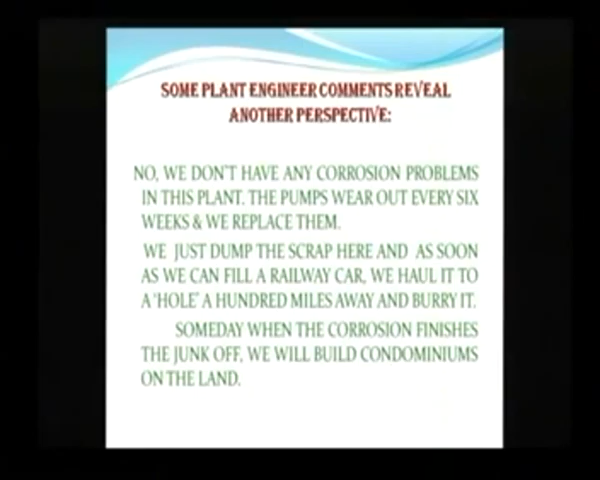 SOME PLANT ENGINEER COMMENTS REVEAL
ANOTHER PERSPECTIVE:
NO, WE DON'T HAVE ANY CORROSION PROBLEMS
IN THIS PLANT. THE PUMPS WEAR OUT EVERY SIX
WEEKS & WE REPLACE THEM.
WE JUST DUMP THE SCRAP HERE AND AS SOON
AS WE CAN FILL A RAILWAY CAR, WE HAUL IT TO
A 'HOLE' A HUNDRED MILES AWAY AND BURRY IT.
SOMEDAY WHEN THE CORROSION FINISHES
THE JUNK OFF, WE WILL BUILD CONDOMINIUMS
ON THE LAND.